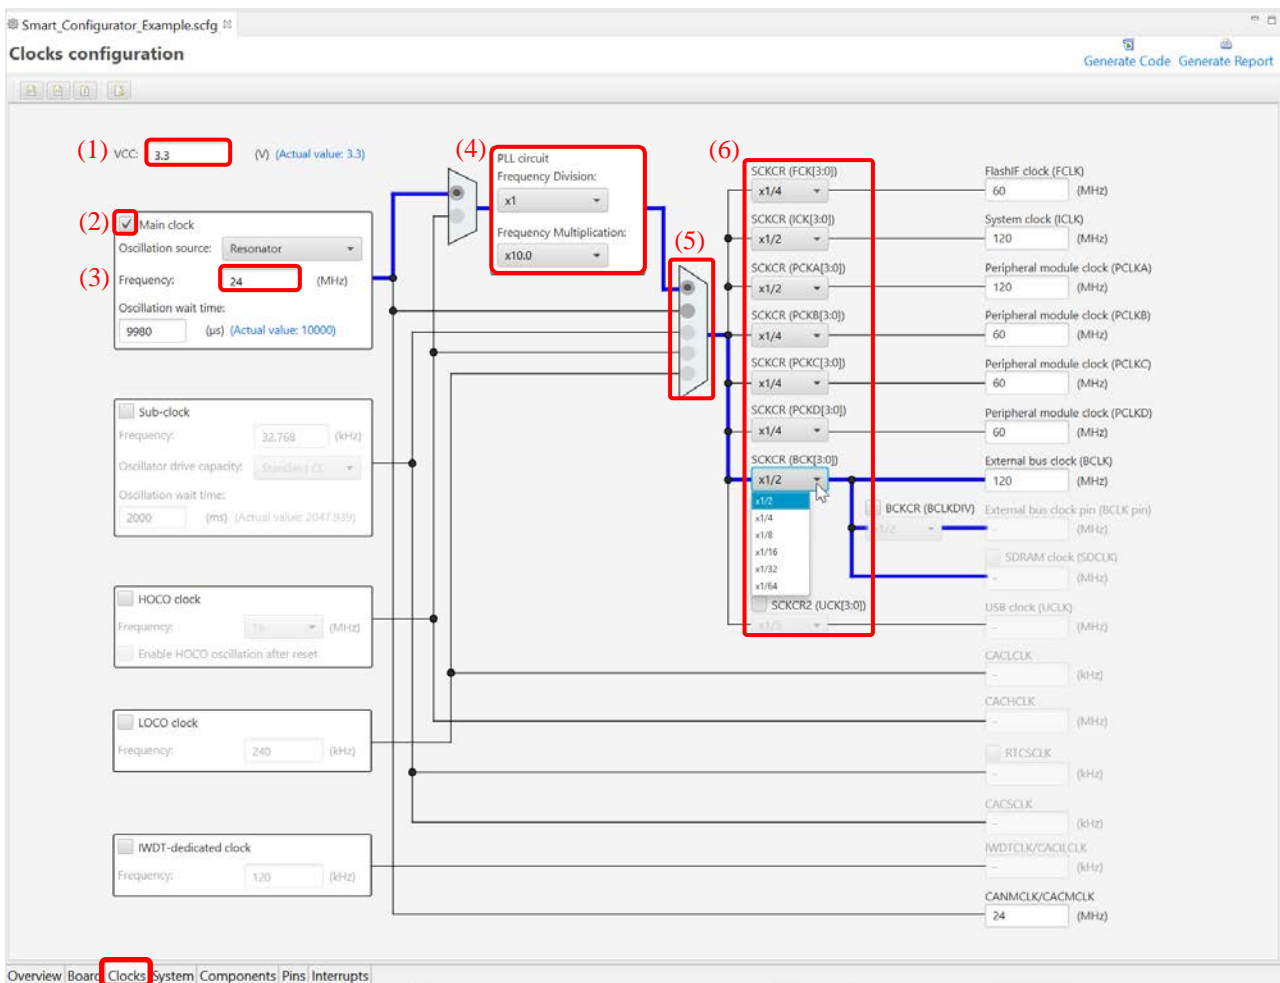 Smart_Configurator_Example.scfg
Clocks configuration
Generate Code Generate Report
(1) VCC: 3.3 (V) (Actual value: 3.3)
(2) Main clock
Oscillation source: Resonator
(3) Frequency: 24 (MHz)
Oscillation wait time:
9980 (µs) (Actual value: 10000)
Sub-clock
Frequency: 32.768 (kHz)
Oscillator drive capacity: Standard CL
Oscillation wait time:
2000 (ms) (Actual value: 2047.939)
HOCO clock
Frequency: 16 (MHz)
Enable HOCO oscillation after reset
LOCO clock
Frequency: 240 (kHz)
IWDT-dedicated clock
Frequency: 120 (kHz)
(4)
PLL circuit
Frequency Division:
x1
Frequency Multiplication:
x10.0
(5)
(6)
SCKCR (FCK[3:0])
x1/4
SCKCR (ICK[3:0])
x1/2
SCKCR (PCKA[3:0])
x1/2
SCKCR (PCKB[3:0])
x1/4
SCKCR (PCKC[3:0])
x1/4
SCKCR (PCKD[3:0])
x1/4
SCKCR (BCK[3:0])
x1/2
x1/2
x1/4
x1/8
x1/16
x1/32
x1/64
SCKCR2 (UCK[3:0])
x1/5
BCKCR (BCLKDIV)
x1/2
FlashIF clock (FCLK)
60 (MHz)
System clock (ICLK)
120 (MHz)
Peripheral module clock (PCLKA)
120 (MHz)
Peripheral module clock (PCLKB)
60 (MHz)
Peripheral module clock (PCLKC)
60 (MHz)
Peripheral module clock (PCLKD)
60 (MHz)
External bus clock (BCLK)
120 (MHz)
External bus clock pin (BCLK pin)
- (MHz)
SDRAM clock (SDCLK)
- (MHz)
USB clock (UCLK)
- (MHz)
CACLCLK
- (kHz)
CACHCLK
- (MHz)
RTCSCLK
- (kHz)
CACSCLK
- (kHz)
IWDTCLK/CACILCLK
- (kHz)
CANMCLK/CACMCLK
24 (MHz)
Overview Board Clocks System Components Pins Interrupts